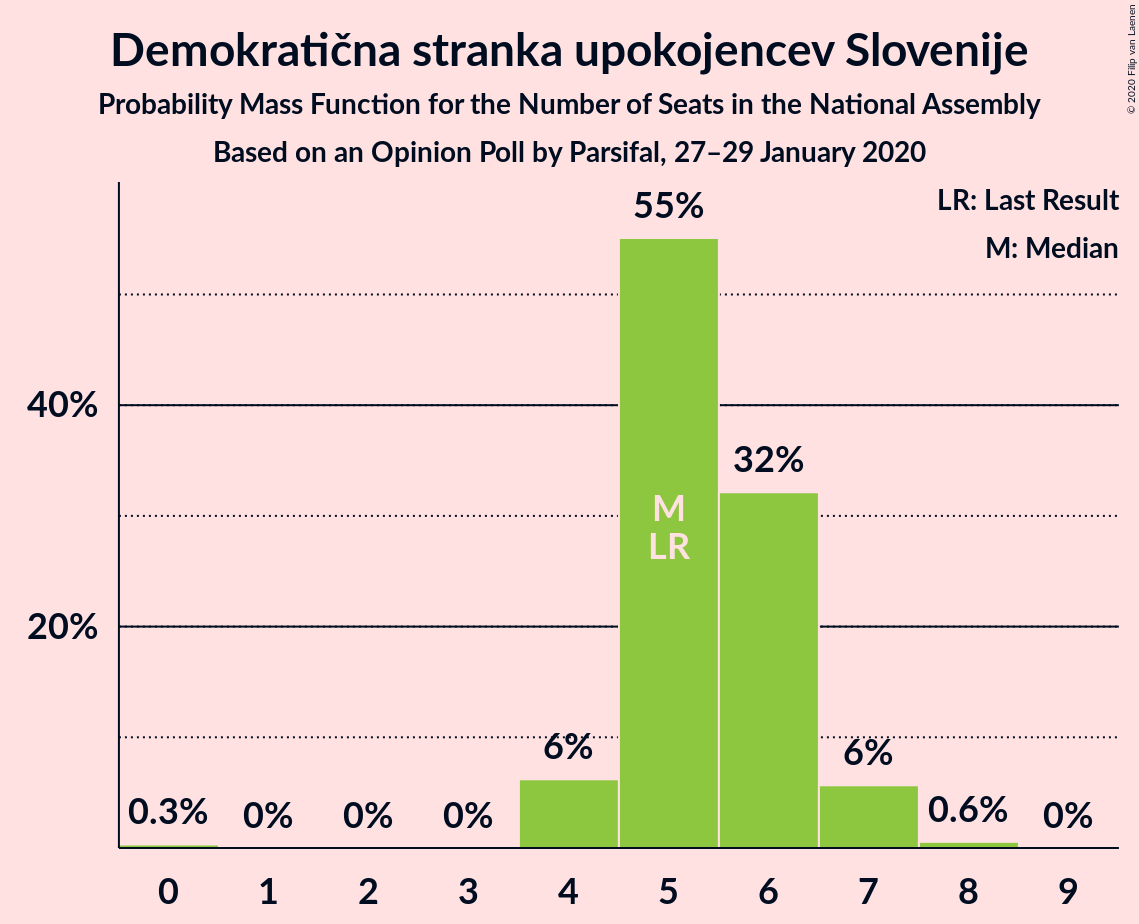 Demokratična stranka upokojencev Slovenije
Probability Mass Function for the Number of Seats in the National Assembly
Based on an Opinion Poll by Parsifal, 27–29 January 2020
© 2020 Filip van Laenen
LR: Last Result
M: Median
40%
20%
0.3%
0%
0%
0%
6%
55%
32%
6%
0.6%
0%
M
LR
0 1 2 3 4 5 6 7 8 9